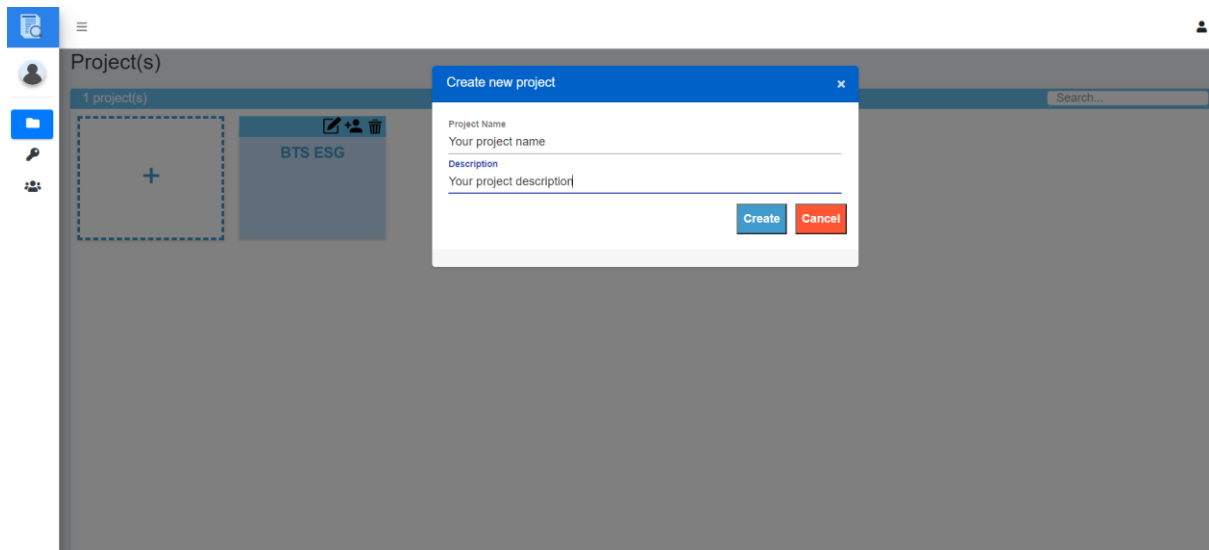 Project(s)
1 project(s)
Search...
BTS ESG
Create new project
Project Name
Your project name
Description
Your project description
Create
Cancel